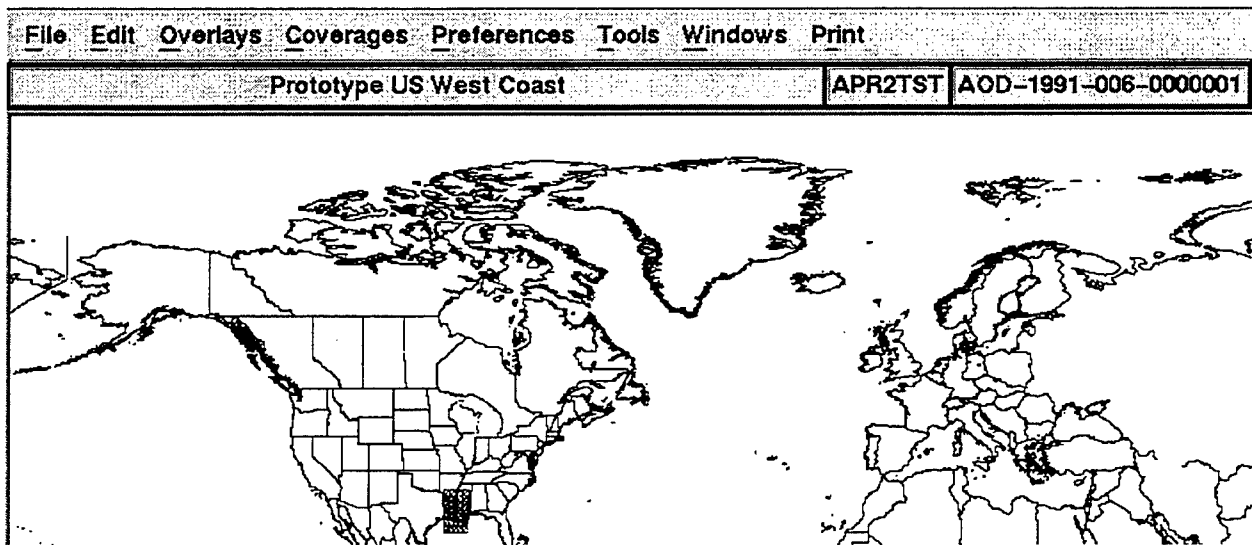 File Edit Overlays Coverages Preferences Tools Windows Print
Prototype US West Coast APR2TST AOD-1991-006-0000001